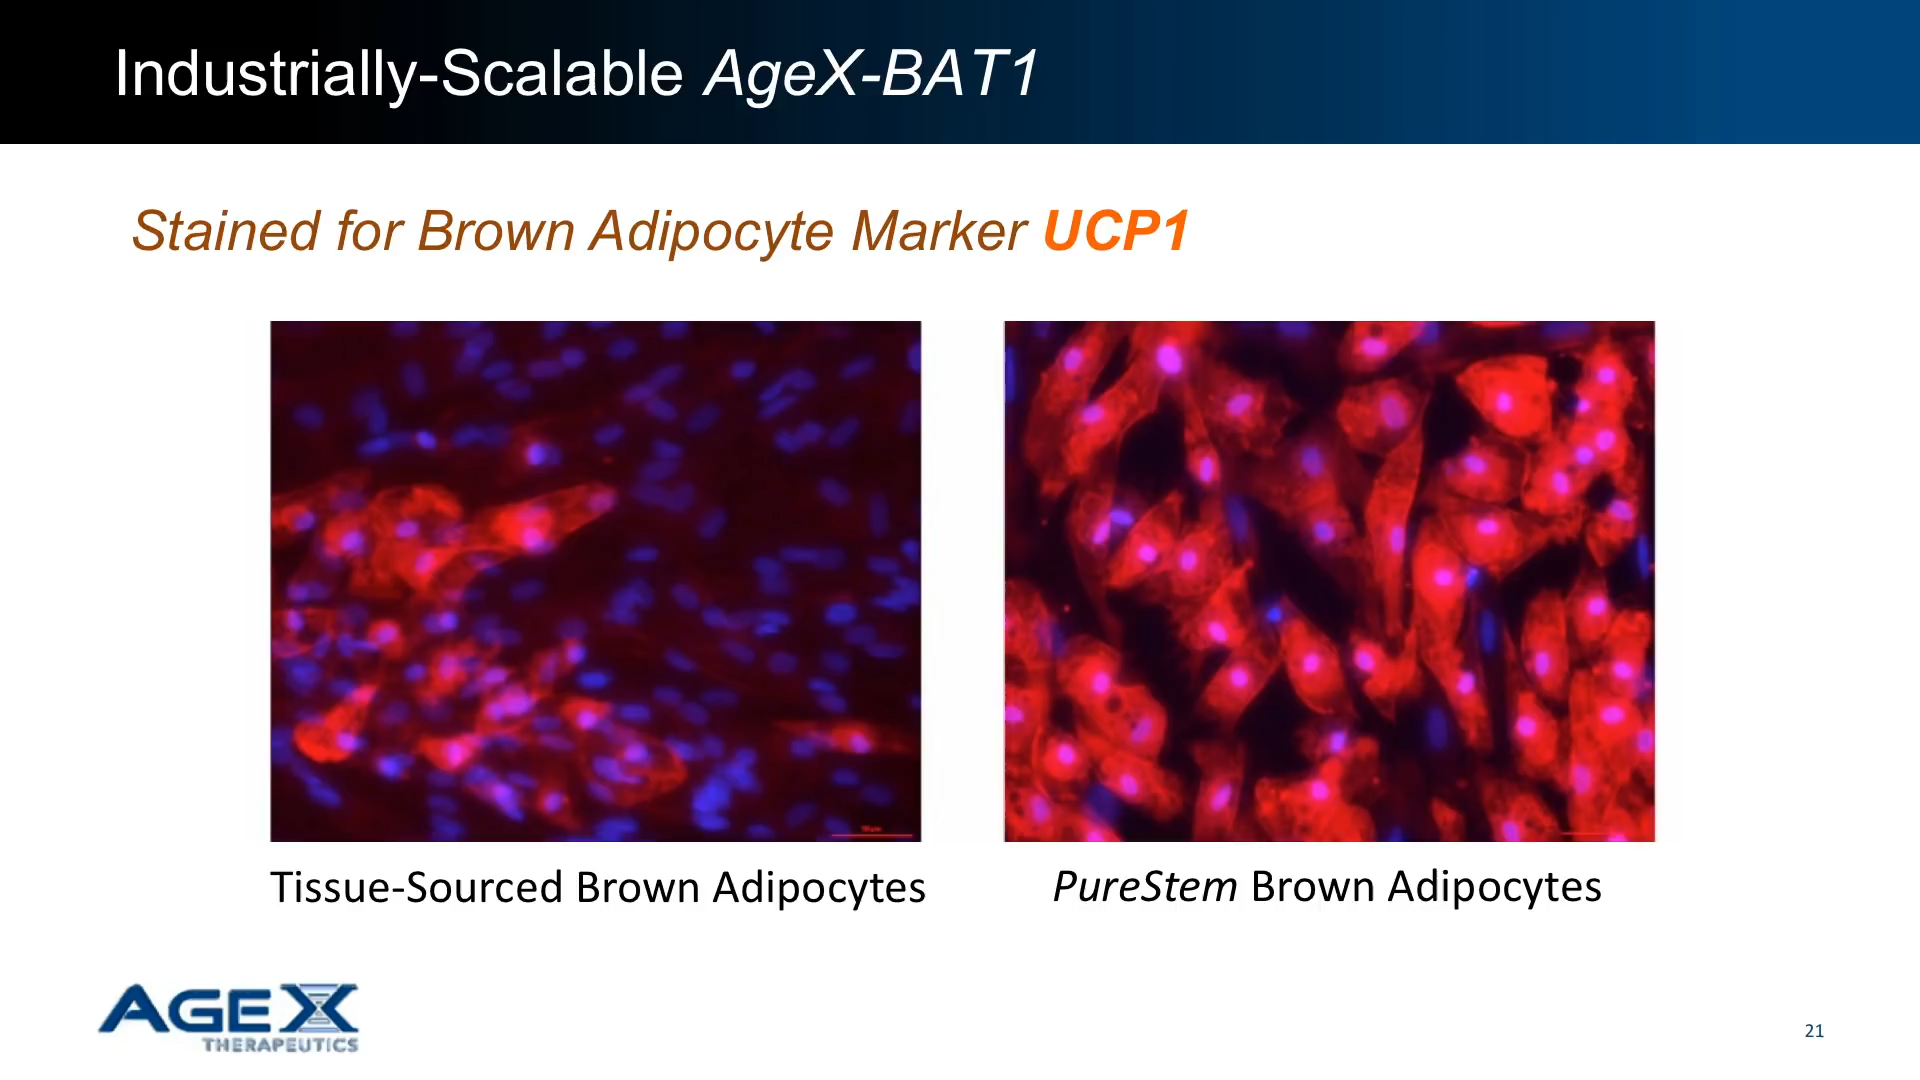 Industrially-Scalable AgeX-BAT1
Stained for Brown Adipocyte Marker UCP1
Tissue-Sourced Brown Adipocytes
PureStem Brown Adipocytes
AGEX
THERAPEUTICS
21